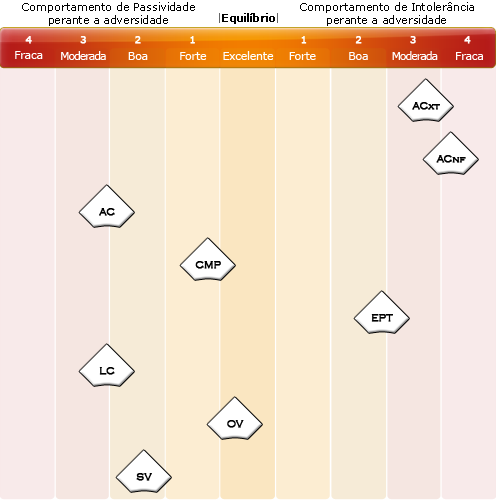 Comportamento de Passividade
perante a adversidade
|Equilíbrio|
Comportamento de Intolerância
perante a adversidade
4 3 2 1 1 2 3 4
Fraca Moderada Boa Forte Excelente Forte Boa Moderada Fraca
ACXT
ACNF
AC
CMP
EPT
LC
OV
SV